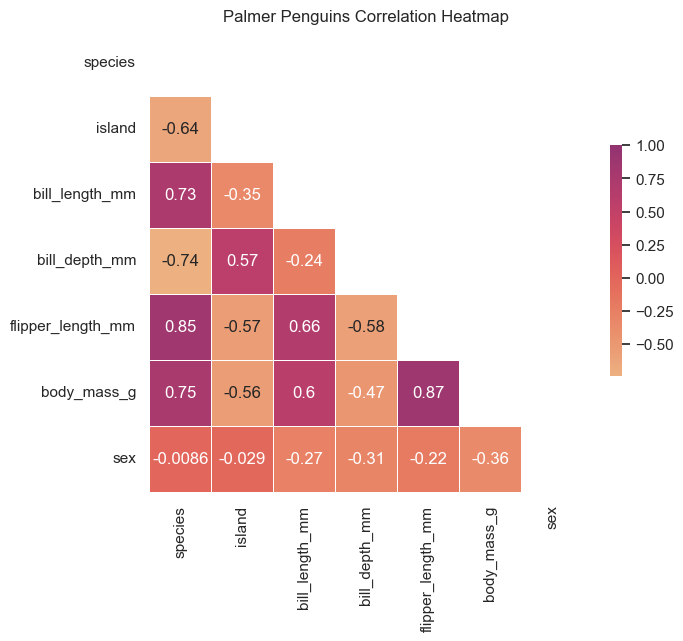 Palmer Penguins Correlation Heatmap
species
island
-0.64
bill_length_mm
0.73 -0.35
bill_depth_mm
-0.74 0.57 -0.24
flipper_length_mm
0.85 -0.57 0.66 -0.58
body_mass_g
0.75 -0.56 0.6 -0.47 0.87
sex
-0.0086 -0.029 -0.27 -0.31 -0.22 -0.36
species
island
bill_length_mm
bill_depth_mm
flipper_length_mm
body_mass_g
sex
1.00
0.75
0.50
0.25
0.00
−0.25
−0.50